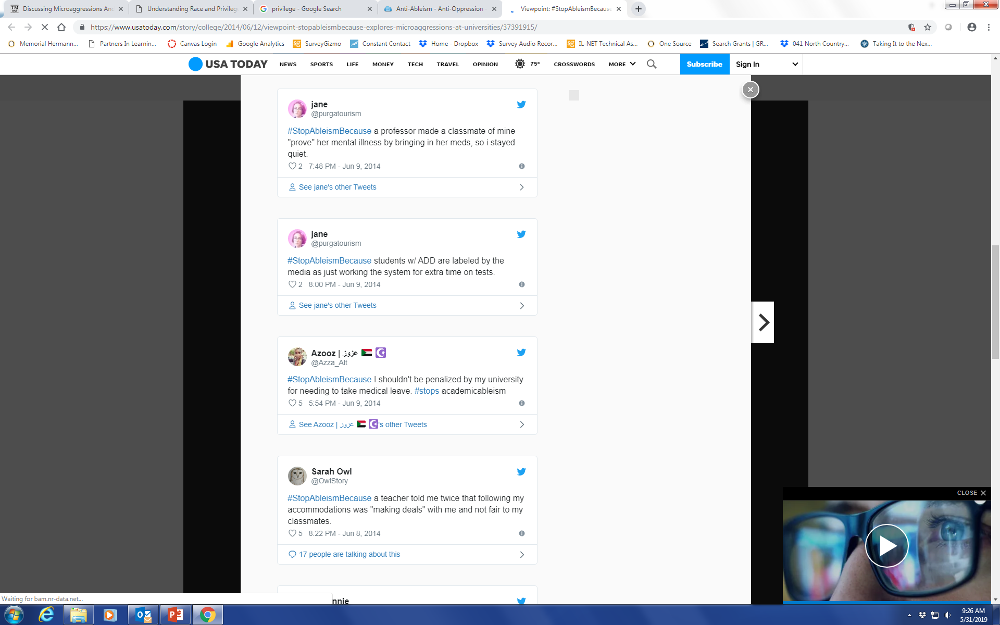 Discussing Microaggressions And
Understanding Race and Privileg
privilege - Google Search
Anti-Ableism - Anti-Oppression -
Viewpoint: #StopAbleismBecause
https://www.usatoday.com/story/college/2014/06/12/viewpoint-stopableismbecause-explores-microaggressions-at-universities/37391915/
Memorial Hermann...
Partners In Learnin...
Canvas Login
Google Analytics
SurveyGizmo
Constant Contact
Home - Dropbox
Survey Audio Recor...
IL-NET Technical As...
One Source
Search Grants | GR...
041 North Country...
Taking It to the Nex...
USA TODAY
NEWS SPORTS LIFE MONEY TECH TRAVEL OPINION 75° CROSSWORDS MORE
Subscribe
Sign In
jane
@purgatourism
#StopAbleismBecause a professor made a classmate of mine
"prove" her mental illness by bringing in her meds, so i stayed
quiet.
2 7:48 PM - Jun 9, 2014
See jane's other Tweets
jane
@purgatourism
#StopAbleismBecause students w/ ADD are labeled by the
media as just working the system for extra time on tests.
2 8:00 PM - Jun 9, 2014
See jane's other Tweets
Azooz | عزوز 🇸🇩 ☪
@Azza_Alt
#StopAbleismBecause I shouldn't be penalized by my university
for needing to take medical leave. #stops academicableism
5 5:54 PM - Jun 9, 2014
See Azooz | عزوز 🇸🇩 ☪'s other Tweets
Sarah Owl
@OwlStory
#StopAbleismBecause a teacher told me twice that following my
accommodations was "making deals" with me and not fair to my
classmates.
5 8:22 PM - Jun 8, 2014
17 people are talking about this
nnie
CLOSE
Waiting for bam.nr-data.net...
9:26 AM
5/31/2019